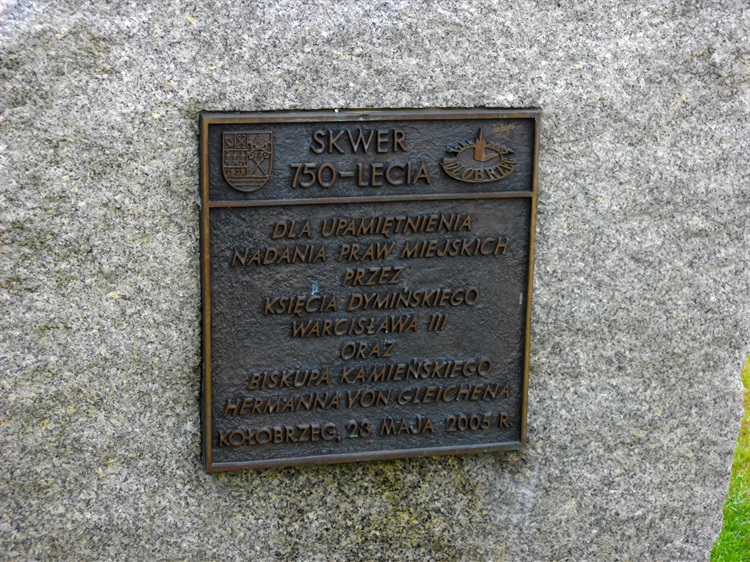 SKWER
750-LECIA
DLA UPAMIĘTNIENIA
NADANIA PRAW MIEJSKICH
PRZEZ
KSIĘCIA DYMIŃSKIEGO
WARCISŁAWA III
ORAZ
BISKUPA KAMIEŃSKIEGO
HERMANNA VON GLEICHENA
KOŁOBRZEG, 23 MAJA 2005 R.